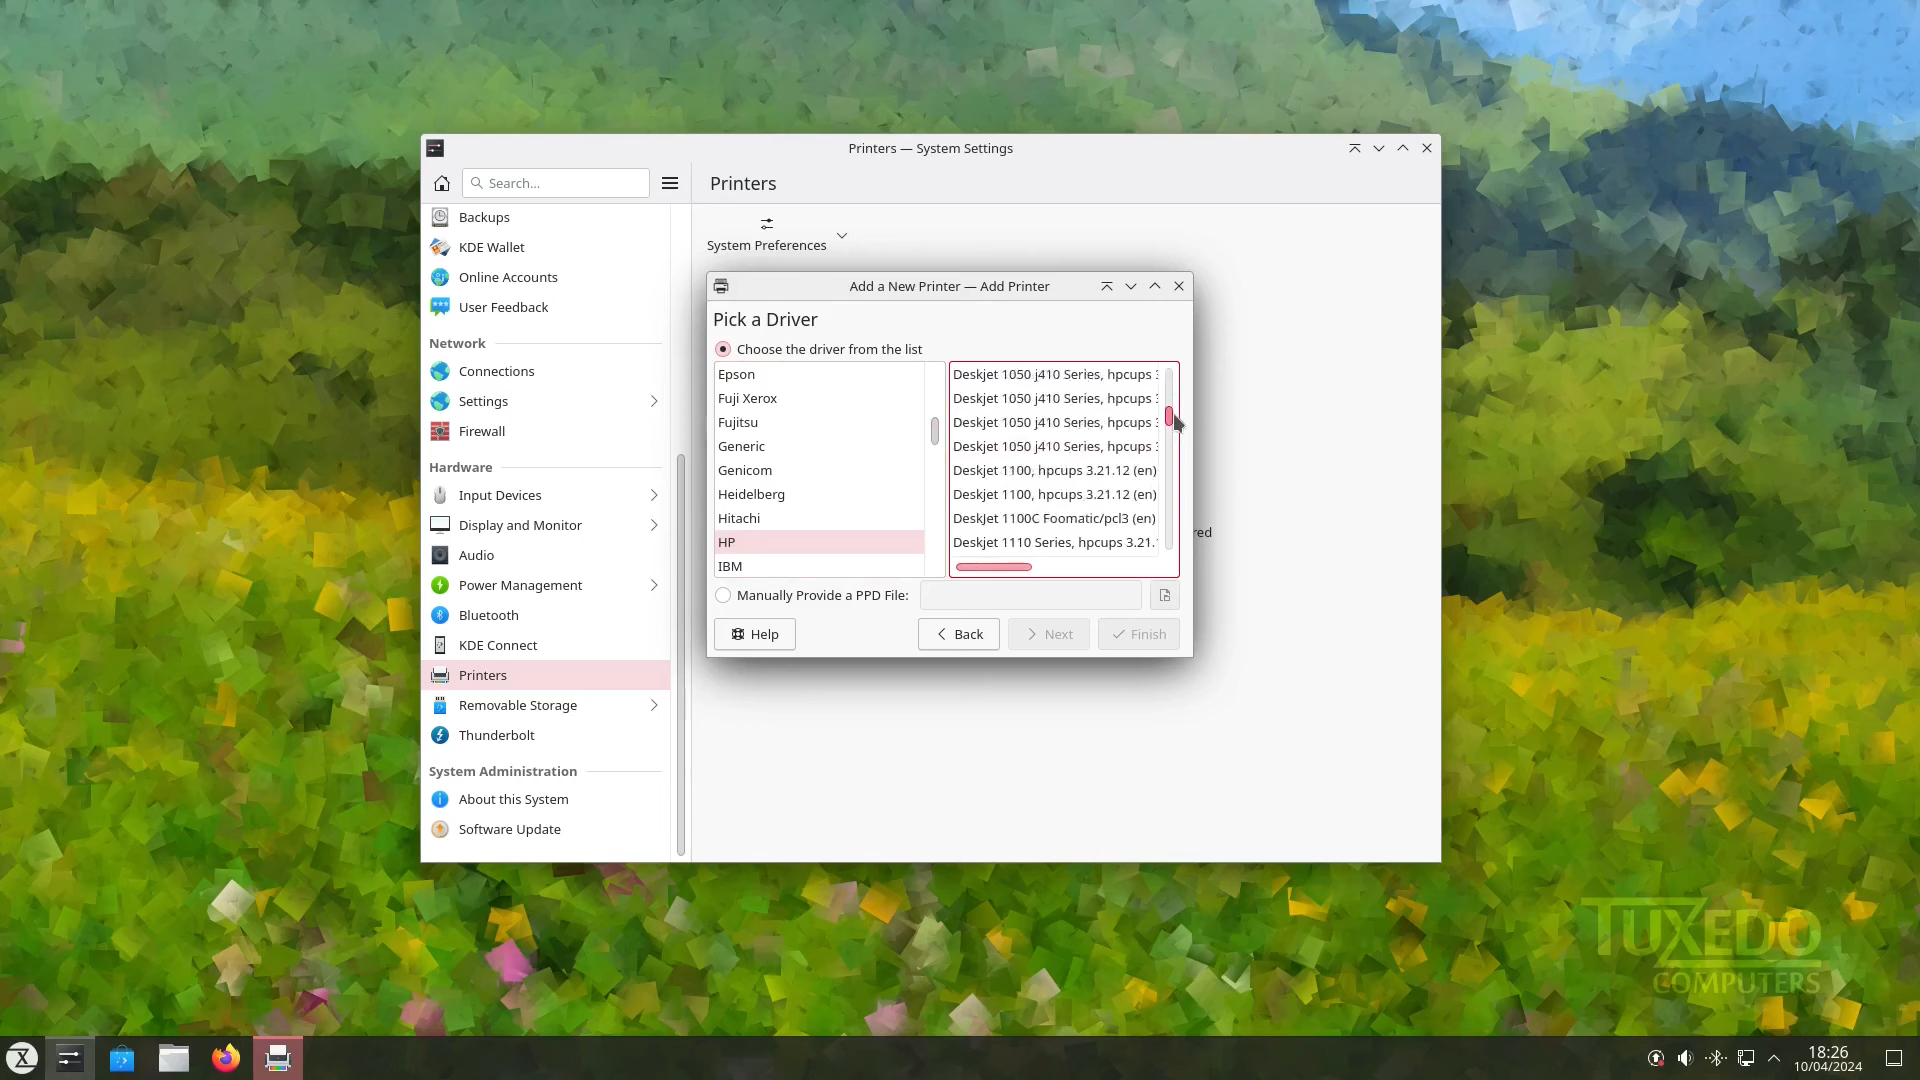 Printers — System Settings
Search...
Printers
Backups
KDE Wallet
Online Accounts
User Feedback
Network
Connections
Settings
Firewall
Hardware
Input Devices
Display and Monitor
Audio
Power Management
Bluetooth
KDE Connect
Printers
Removable Storage
Thunderbolt
System Administration
About this System
Software Update
System Preferences
Add a New Printer — Add Printer
Pick a Driver
Choose the driver from the list
Epson
Fuji Xerox
Fujitsu
Generic
Genicom
Heidelberg
Hitachi
HP
IBM
Deskjet 1050 j410 Series, hpcups 3
Deskjet 1050 j410 Series, hpcups 3
Deskjet 1050 j410 Series, hpcups 3
Deskjet 1050 j410 Series, hpcups 3
Deskjet 1100, hpcups 3.21.12 (en)
Deskjet 1100, hpcups 3.21.12 (en)
DeskJet 1100C Foomatic/pcl3 (en)
Deskjet 1110 Series, hpcups 3.21.
red
Manually Provide a PPD File:
Help
Back
Next
Finish
TUXEDO
COMPUTERS
18:26
10/04/2024